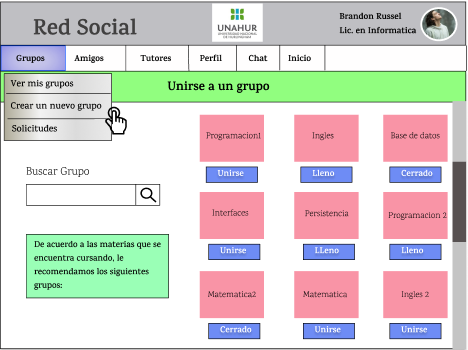 Red Social
UNAHUR
UNIVERSIDAD NACIONAL
DE HURLINGHAM
Brandon Russel
Lic. en Informatica
Grupos
Amigos
Tutores
Perfil
Chat
Inicio
Ver mis grupos
Crear un nuevo grupo
Solicitudes
Unirse a un grupo
Buscar Grupo
De acuerdo a las materias que se
encuentra cursando, le
recomendamos los siguientes
grupos:
Programacion1
Ingles
Base de datos
Unirse
Lleno
Cerrado
Interfaces
Persistencia
Programacion 2
Unirse
LLeno
Lleno
Matematica2
Matematica
Ingles 2
Cerrado
Unirse
Unirse